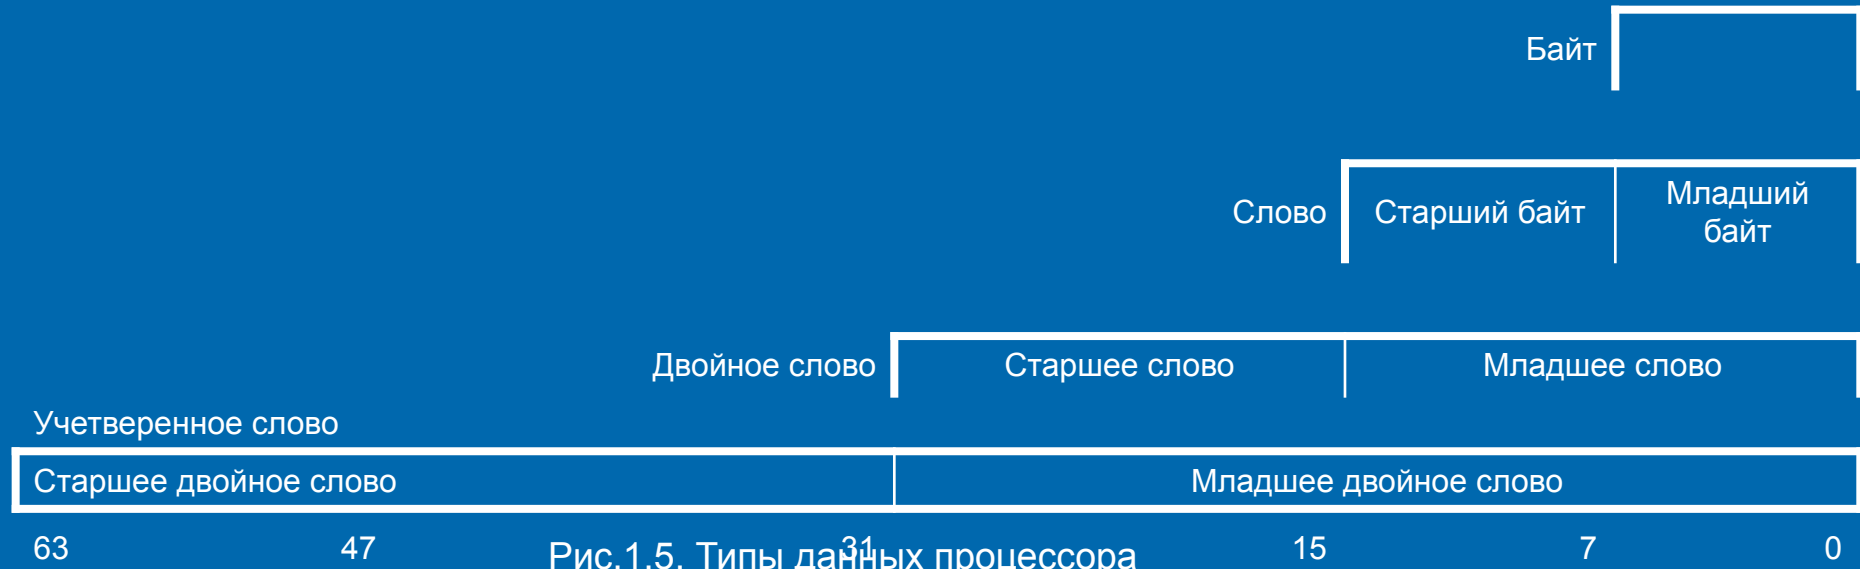 Байт
Слово
Старший байт
Младший
байт
Двойное слово
Старшее слово
Младшее слово
Учетверенное слово
Старшее двойное слово
Младшее двойное слово
63 47 31 15 7 0
Рис.1.5. Типы данных процессора